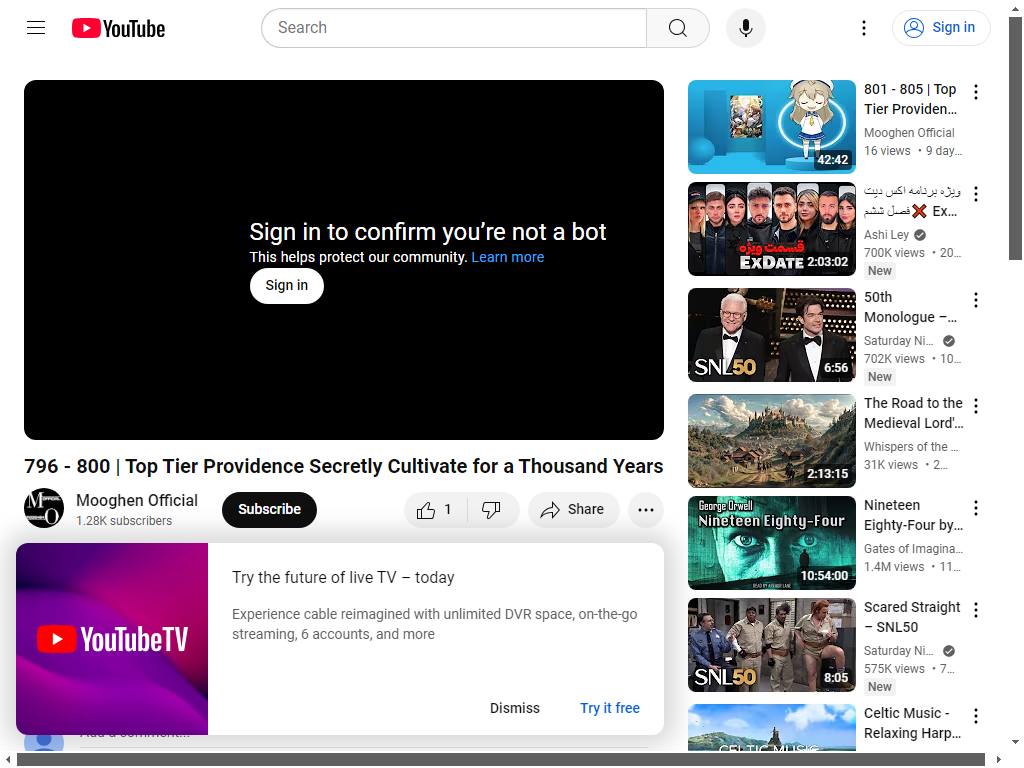 YouTube
Search
Sign in
Sign in to confirm you’re not a bot
This helps protect our community. Learn more
Sign in
796 - 800 | Top Tier Providence Secretly Cultivate for a Thousand Years
Mooghen Official
1.28K subscribers
Subscribe
1
Share
Try the future of live TV – today
Experience cable reimagined with unlimited DVR space, on-the-go
streaming, 6 accounts, and more
YouTubeTV
Dismiss
Try it free
Add a comment...
42:42
801 - 805 | Top
Tier Providen…
Mooghen Official
16 views • 9 day…
قسمت ویژه
ExDATE
2:03:02
ویژه برنامه اکس دیت
فصل ششم❌ Ex…
Ashi Ley
700K views • 20…
New
SNL50
6:56
50th
Monologue –…
Saturday Ni…
702K views • 10…
New
2:13:15
The Road to the
Medieval Lord'…
Whispers of the …
31K views • 2…
George Orwell
Nineteen Eighty-Four
10:54:00
Nineteen
Eighty-Four by…
Gates of Imagina…
1.4M views • 11…
SNL50
8:05
Scared Straight
– SNL50
Saturday Ni…
575K views • 7…
New
CELTIC MUSIC
Celtic Music -
Relaxing Harp…